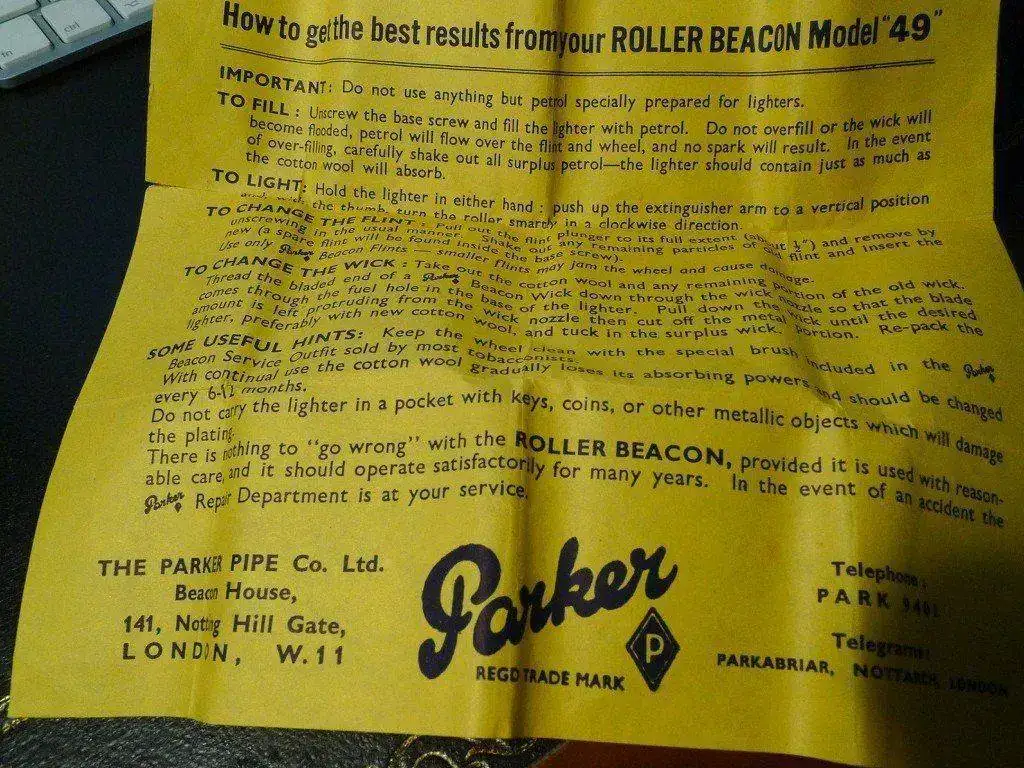 fn
ctrl
How to get the best results from your ROLLER BEACON Model "49"
IMPORTANT: Do not use anything but petrol specially prepared for lighters.
TO FILL: Unscrew the base screw and fill the lighter with petrol. Do not overfill or the wick will
become flooded, petrol will flow over the flint and wheel, and no spark will result. In the event
of over-filling, carefully shake out all surplus petrol—the lighter should contain just as much as
the cotton wool will absorb.
TO LIGHT: Hold the lighter in either hand: push up the extinguisher arm to a vertical position
and, with the thumb, turn the roller smartly in a clockwise direction.
TO CHANGE THE FLINT: Pull out the flint plunger to its full extent (about ½") and remove by
unscrewing in the usual manner. Shake out any remaining particles of old flint and insert the
new (a spare flint will be found inside the base screw).
Use only Parker Beacon Flints—smaller flints may jam the wheel and cause damage.
TO CHANGE THE WICK: Take out the cotton wool and any remaining portion of the old wick.
Thread the bladed end of a Parker Beacon Wick down through the wick nozzle so that the blade
comes through the fuel hole in the base of the lighter. Pull down the wick until the desired
amount is left protruding from the wick nozzle then cut off the metal portion. Re-pack the
lighter, preferably with new cotton wool, and tuck in the surplus wick.
SOME USEFUL HINTS: Keep the wheel clean with the special brush included in the Parker
Beacon Service Outfit sold by most tobacconists.
With continual use the cotton wool gradually loses its absorbing powers and should be changed
every 6-12 months.
Do not carry the lighter in a pocket with keys, coins, or other metallic objects which will damage
the plating.
There is nothing to "go wrong" with the ROLLER BEACON, provided it is used with reason-
able care, and it should operate satisfactorily for many years. In the event of an accident the
Parker Repair Department is at your service.
THE PARKER PIPE Co. Ltd.
Beacon House,
141, Notting Hill Gate,
LONDON, W.11
Parker
P
REGD TRADE MARK
Telephone:
PARK 9401
Telegrams:
PARKABRIAR, NOTTARCH, LONDON